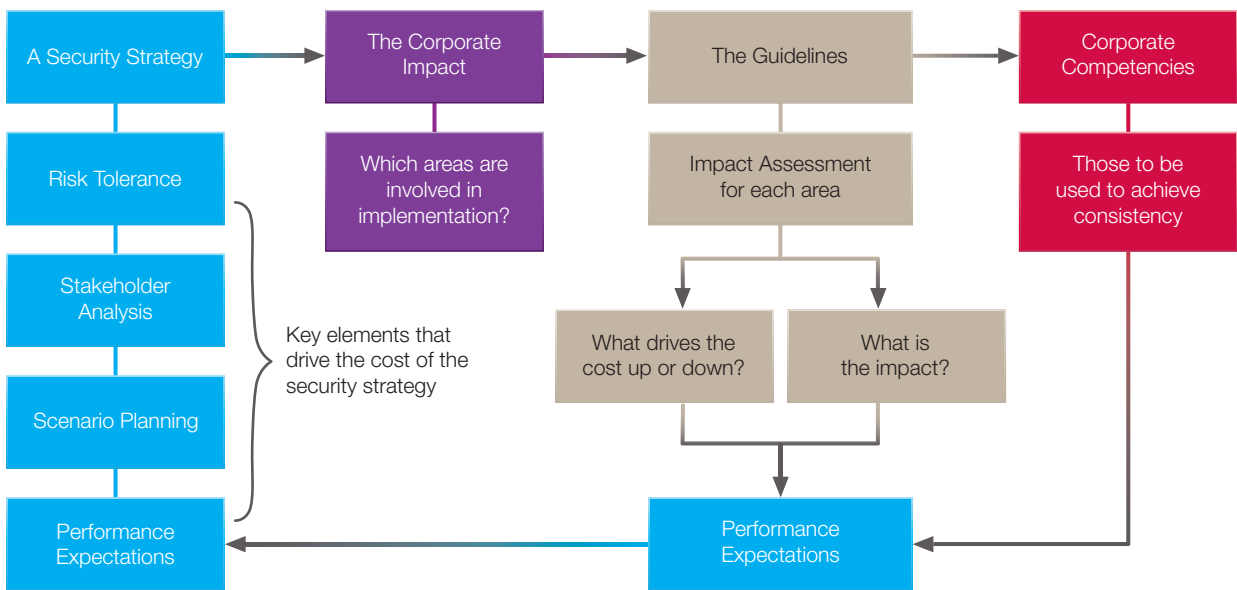 A Security Strategy
The Corporate
Impact
The Guidelines
Corporate
Competencies
Risk Tolerance
Which areas are
involved in
implementation?
Impact Assessment
for each area
Those to be
used to achieve
consistency
Stakeholder
Analysis
Key elements that
drive the cost of the
security strategy
What drives the
cost up or down?
What is
the impact?
Scenario Planning
Performance
Expectations
Performance
Expectations